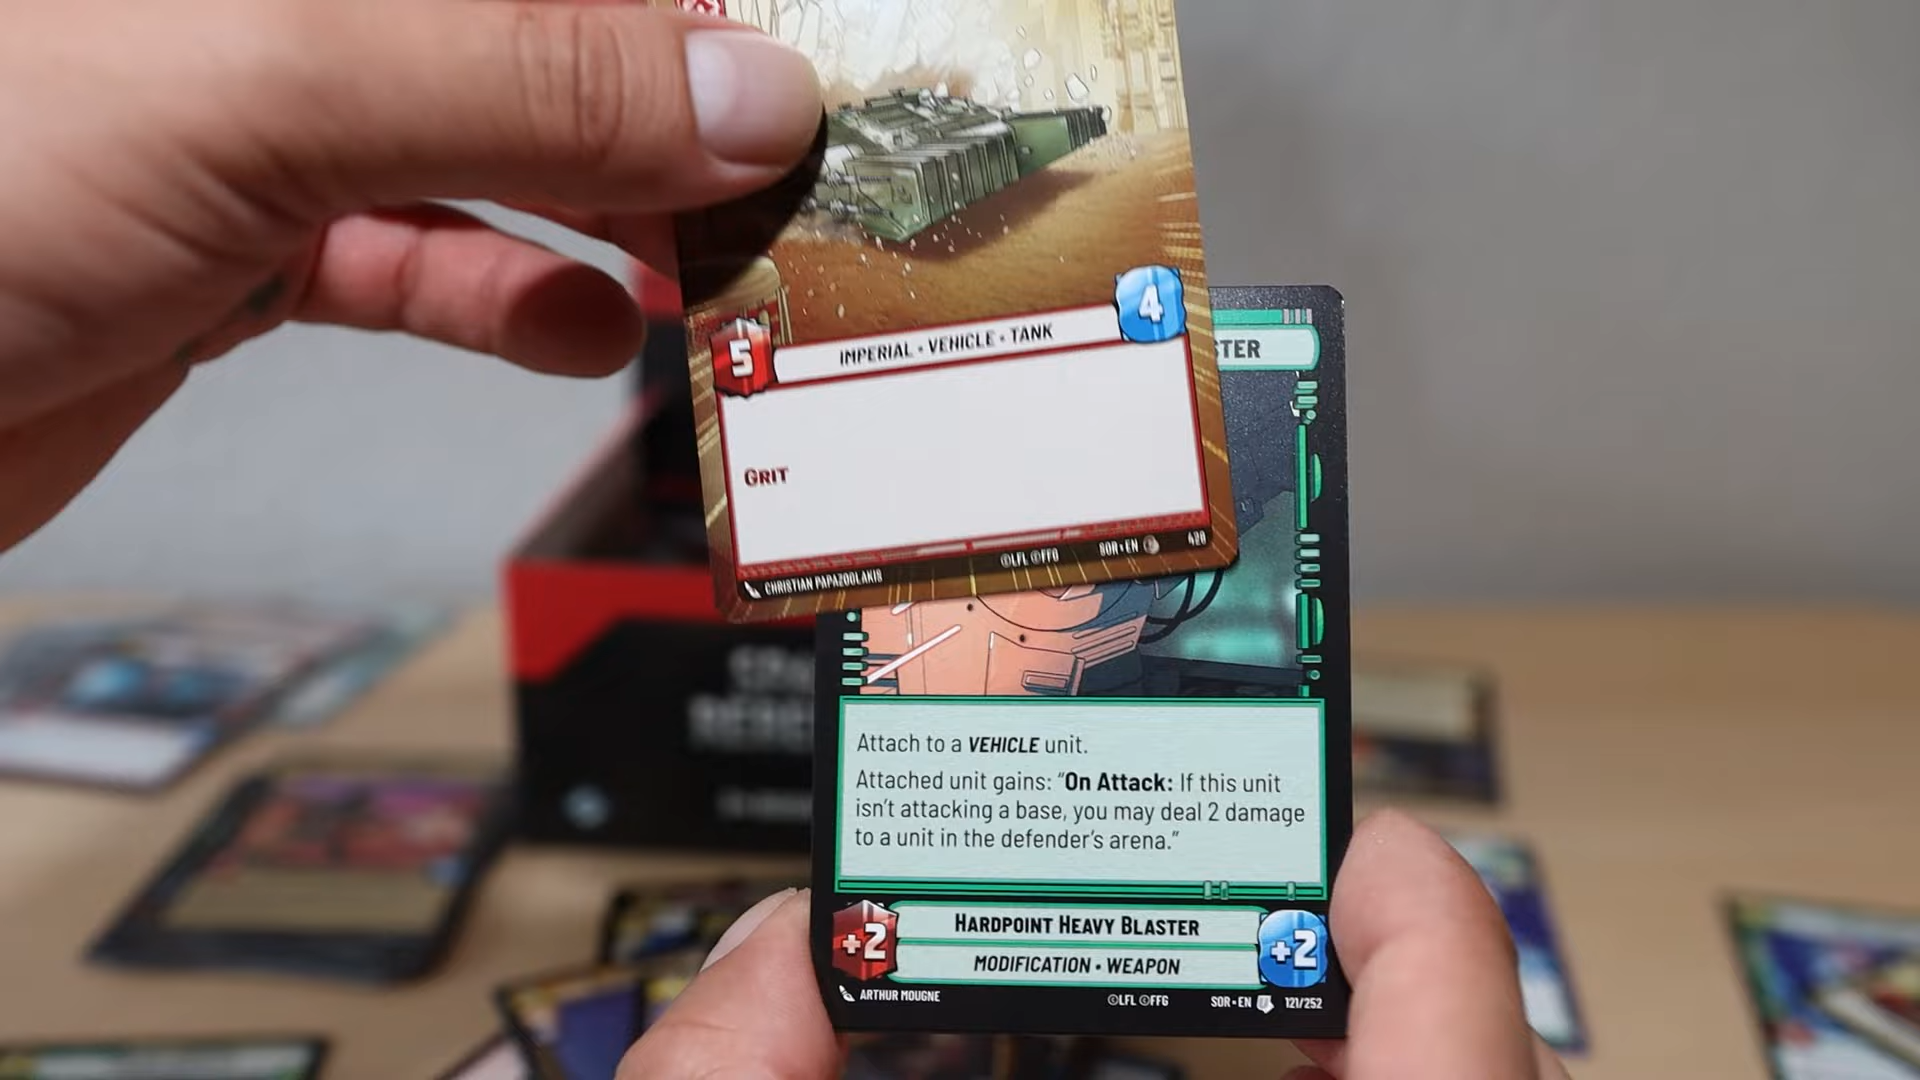 5
IMPERIAL • VEHICLE • TANK
4
GRIT
CHRISTIAN PAPAZOGLAKIS
©LFL ©FFG
SOR • EN
428
STER
Attach to a VEHICLE unit.
Attached unit gains: “On Attack: If this unit
isn’t attacking a base, you may deal 2 damage
to a unit in the defender’s arena.”
+2
HARDPOINT HEAVY BLASTER
+2
MODIFICATION • WEAPON
ARTHUR MOUGNE
©LFL ©FFG
SOR • EN
U
121/252